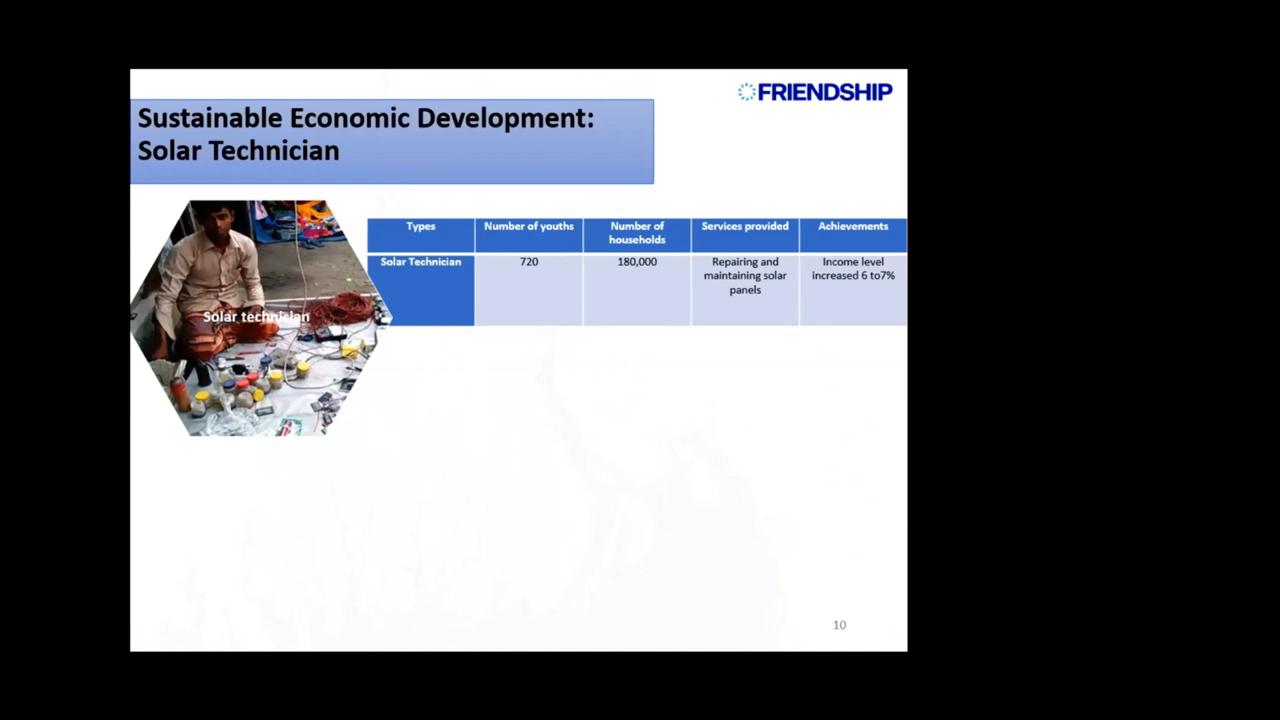 FRIENDSHIP
Sustainable Economic Development:
Solar Technician
Types
Number of youths
Number of
households
Services provided
Achievements
Solar Technician
720
180,000
Repairing and
maintaining solar
panels
Income level
increased 6 to7%
Solar technician
10